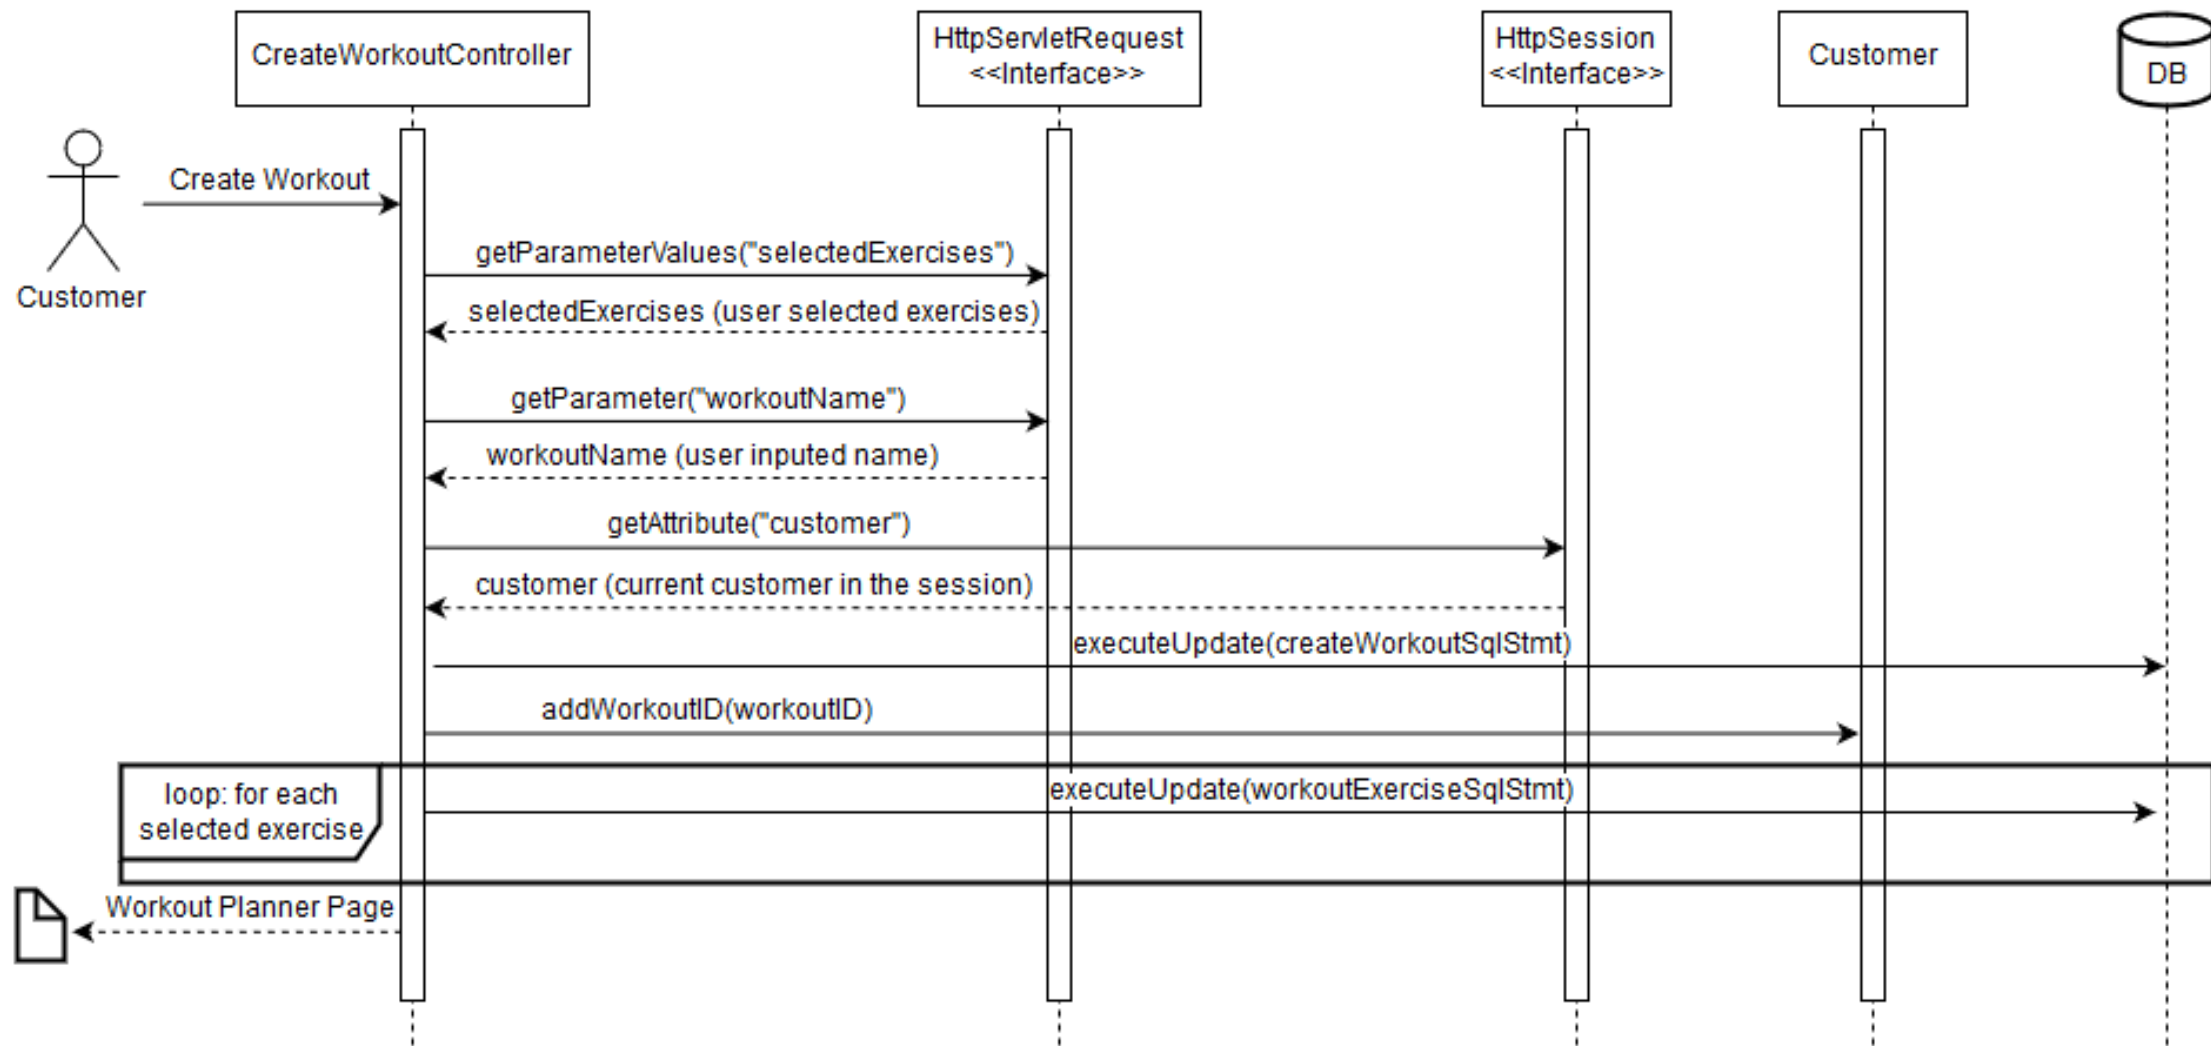 CreateWorkoutController
HttpServletRequest
<<Interface>>
HttpSession
<<Interface>>
Customer
DB
Create Workout
Customer
getParameterValues("selectedExercises")
selectedExercises (user selected exercises)
getParameter("workoutName")
workoutName (user inputed name)
getAttribute("customer")
customer (current customer in the session)
executeUpdate(createWorkoutSqlStmt)
addWorkoutID(workoutID)
loop: for each
selected exercise
executeUpdate(workoutExerciseSqlStmt)
Workout Planner Page